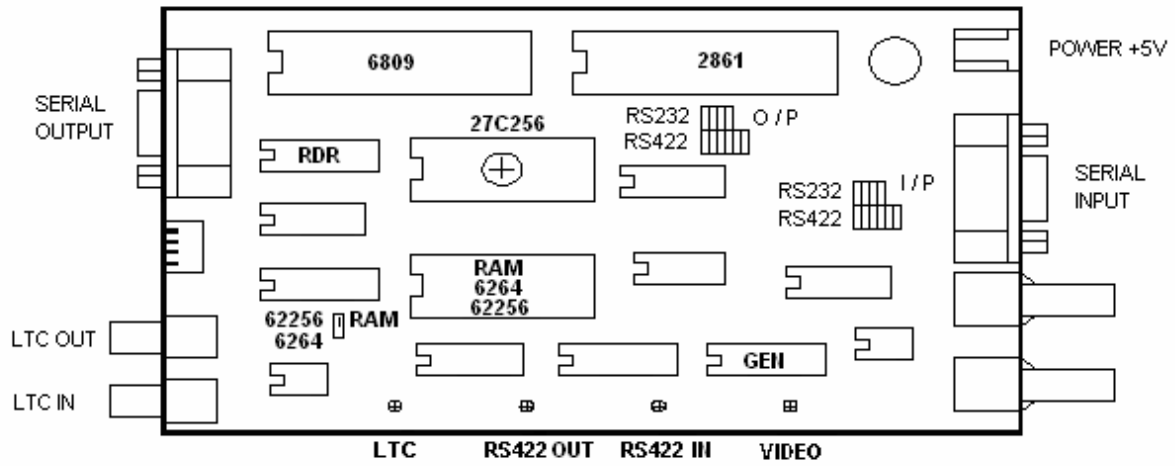 POWER +5V
6809
2861
SERIAL
OUTPUT
RS232
O / P
RS422
27C256
RDR
RS232
I / P
RS422
SERIAL
INPUT
RAM
6264
62256
62256
6264
RAM
LTC OUT
GEN
LTC IN
LTC
RS422 OUT
RS422 IN
VIDEO